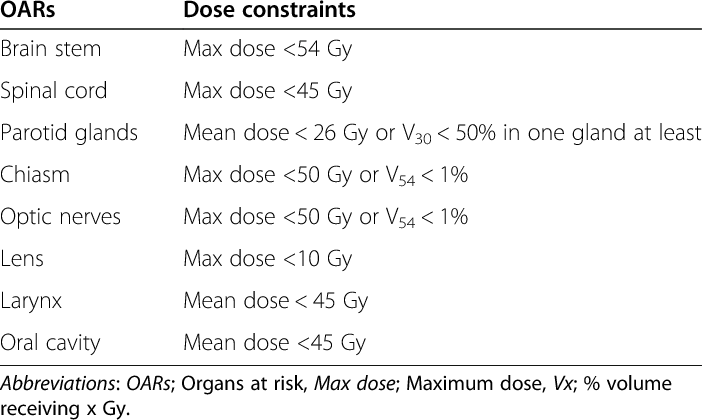 OARs Dose constraints
Brain stem Max dose <54 Gy
Spinal cord Max dose <45 Gy
Parotid glands Mean dose < 26 Gy or V30 < 50% in one gland at least
Chiasm Max dose <50 Gy or V54 < 1%
Optic nerves Max dose <50 Gy or V54 < 1%
Lens Max dose <10 Gy
Larynx Mean dose < 45 Gy
Oral cavity Mean dose <45 Gy
Abbreviations: OARs; Organs at risk, Max dose; Maximum dose, Vx; % volume
receiving x Gy.